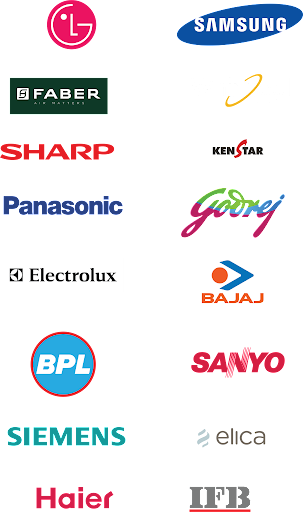 LG
SAMSUNG
FABER
AIR MATTERS
SHARP
KENSTAR
Panasonic
Godrej
Electrolux
BAJAJ
BPL
SANYO
SIEMENS
elica
Haier
IFB